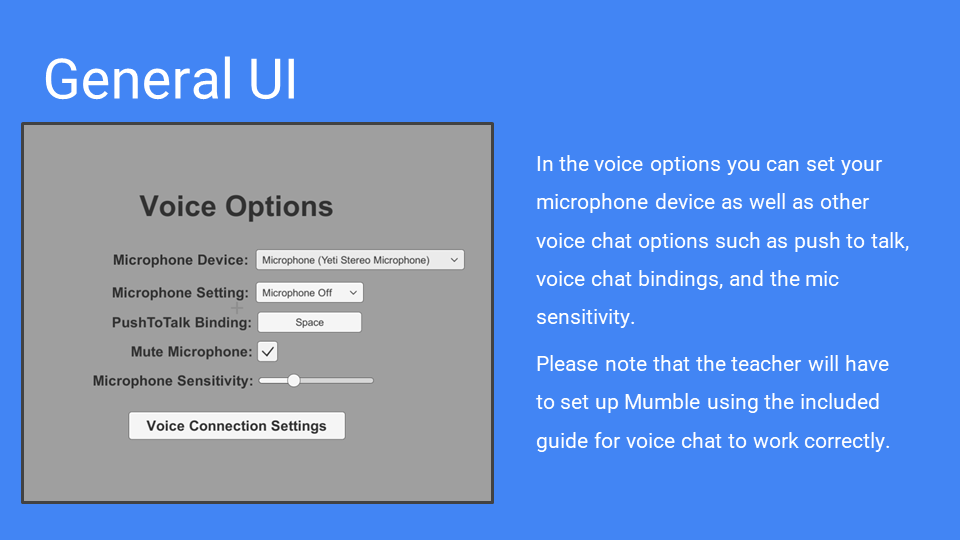 General UI
Voice Options
Microphone Device: Microphone (Yeti Stereo Microphone)
Microphone Setting: Microphone Off
PushToTalk Binding: Space
Mute Microphone:
Microphone Sensitivity:
Voice Connection Settings
In the voice options you can set your
microphone device as well as other
voice chat options such as push to talk,
voice chat bindings, and the mic
sensitivity.
Please note that the teacher will have
to set up Mumble using the included
guide for voice chat to work correctly.